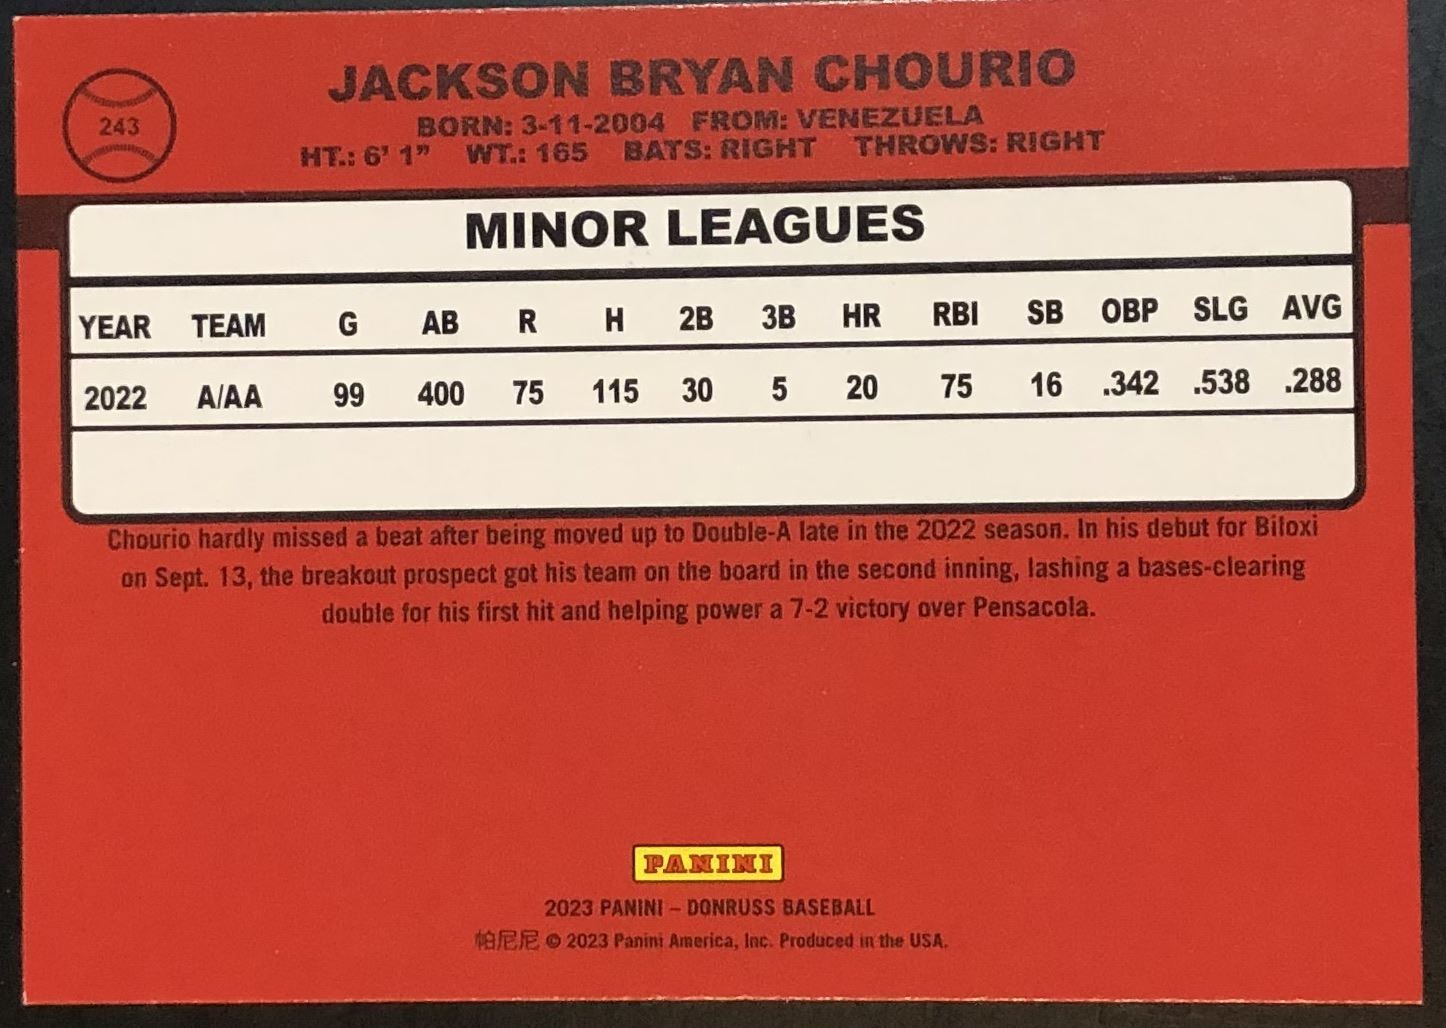 243
JACKSON BRYAN CHOURIO
BORN: 3-11-2004 FROM: VENEZUELA
HT.: 6' 1" WT.: 165 BATS: RIGHT THROWS: RIGHT
MINOR LEAGUES
YEAR TEAM G AB R H 2B 3B HR RBI SB OBP SLG AVG
2022 A/AA 99 400 75 115 30 5 20 75 16 .342 .538 .288
Chourio hardly missed a beat after being moved up to Double-A late in the 2022 season. In his debut for Biloxi
on Sept. 13, the breakout prospect got his team on the board in the second inning, lashing a bases-clearing
double for his first hit and helping power a 7-2 victory over Pensacola.
PANINI
2023 PANINI – DONRUSS BASEBALL
帕尼尼 © 2023 Panini America, Inc. Produced in the USA.